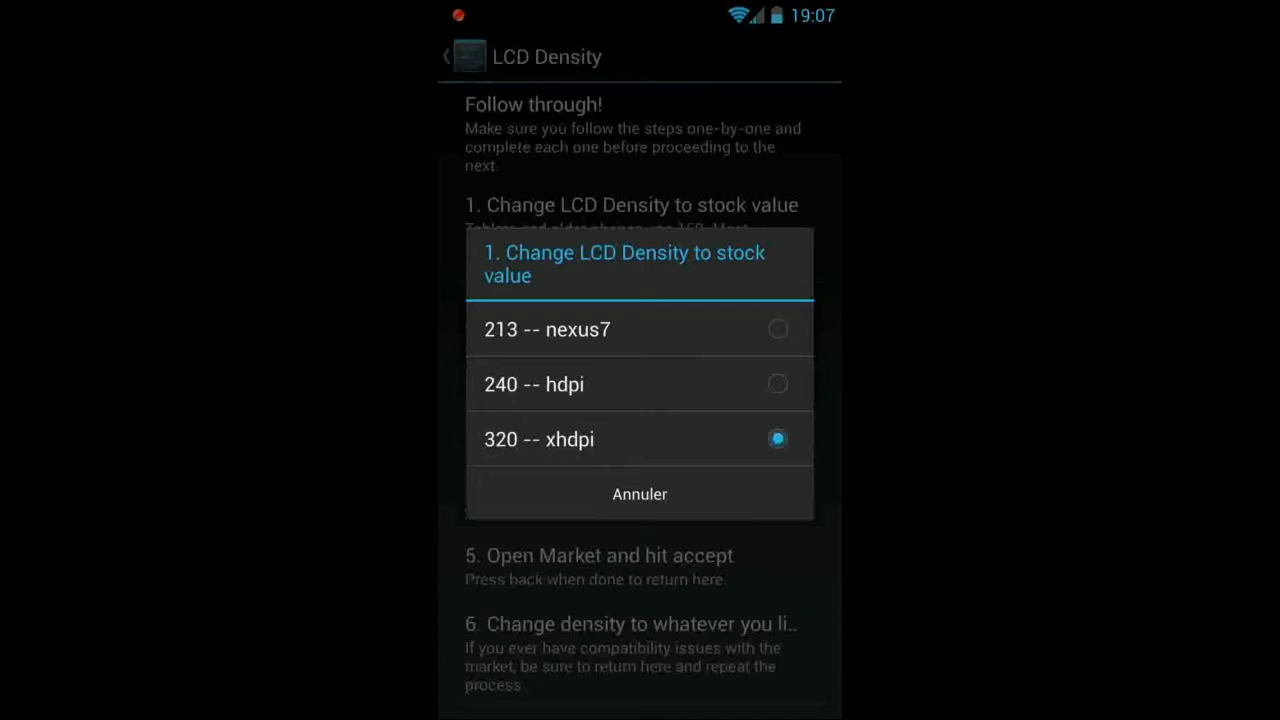 19:07
LCD Density
Follow through!
Make sure you follow the steps one-by-one and
complete each one before proceeding to the
next.
1. Change LCD Density to stock value
1. Change LCD Density to stock
value
213 -- nexus7
240 -- hdpi
320 -- xhdpi
Annuler
5. Open Market and hit accept
Press back when done to return here
6. Change density to whatever you li..
If you ever have compatibility issues with the
market, be sure to return here and repeat the
process